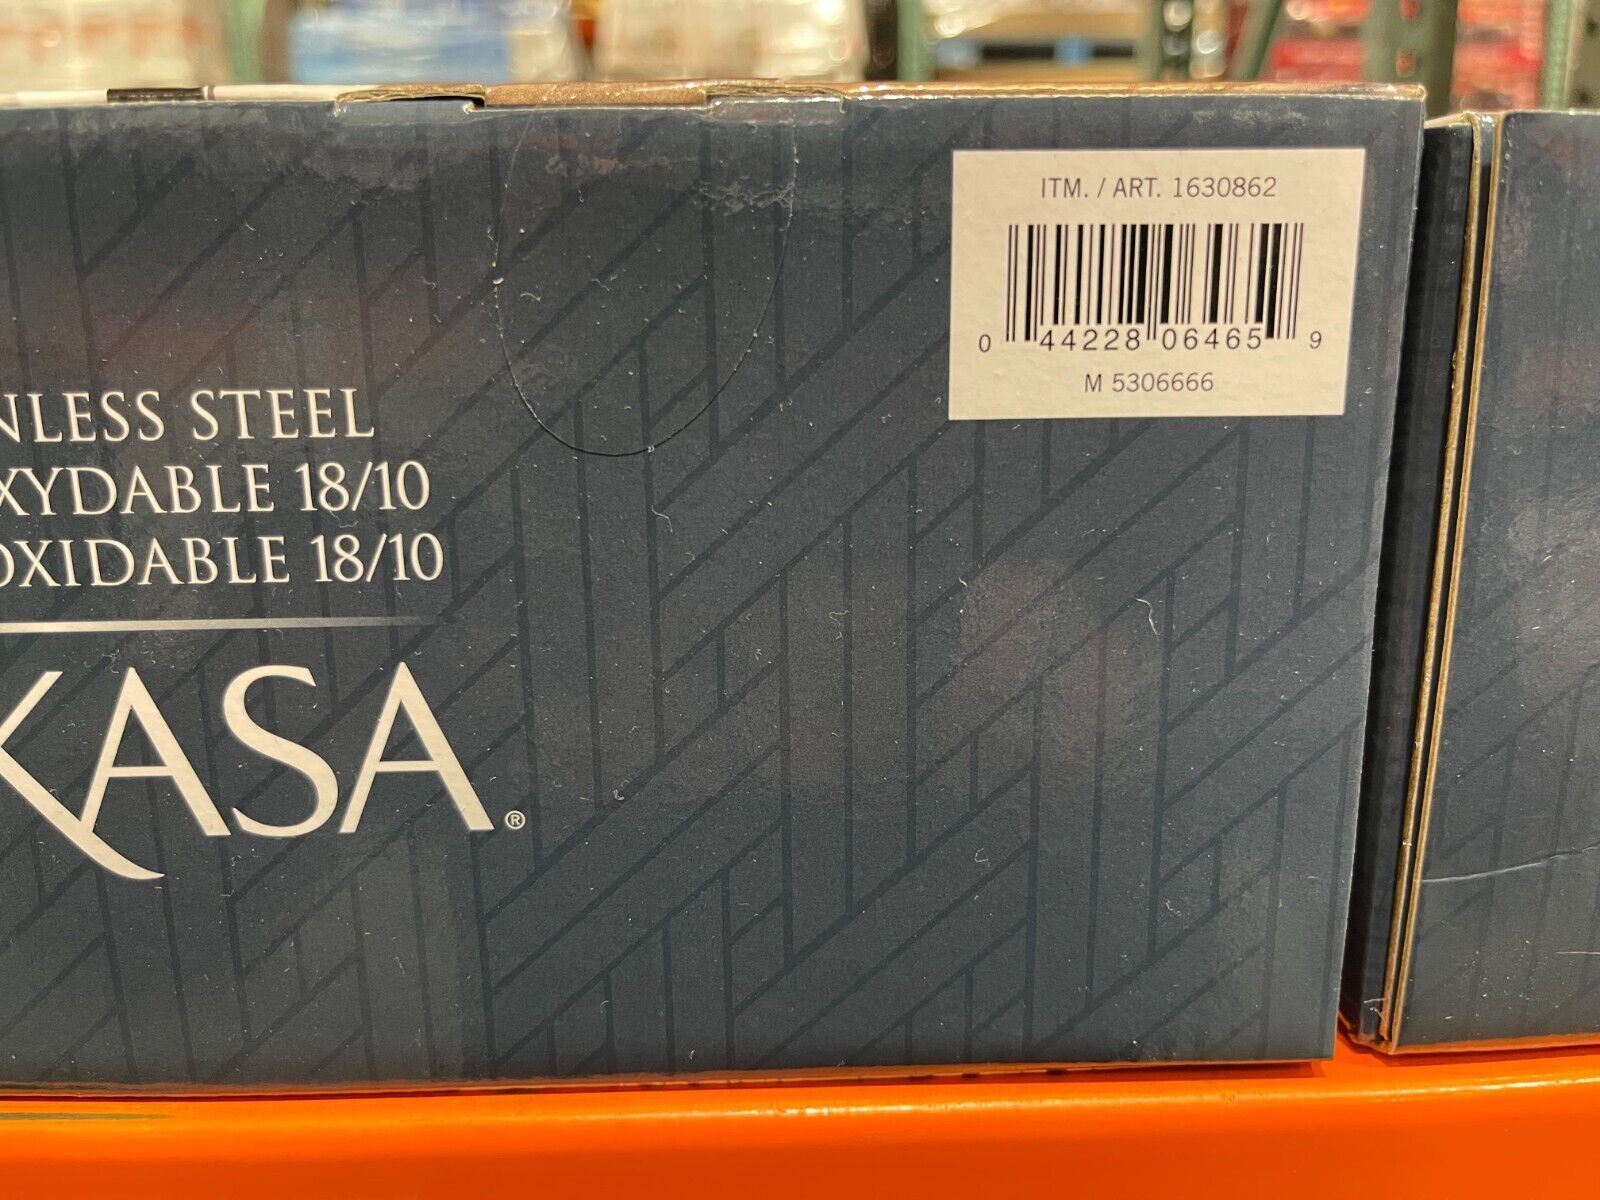 ITM. / ART. 1630862
0 44228 06465 9
M 5306666
NLESS STEEL
XYDABLE 18/10
OXIDABLE 18/10
KASA®